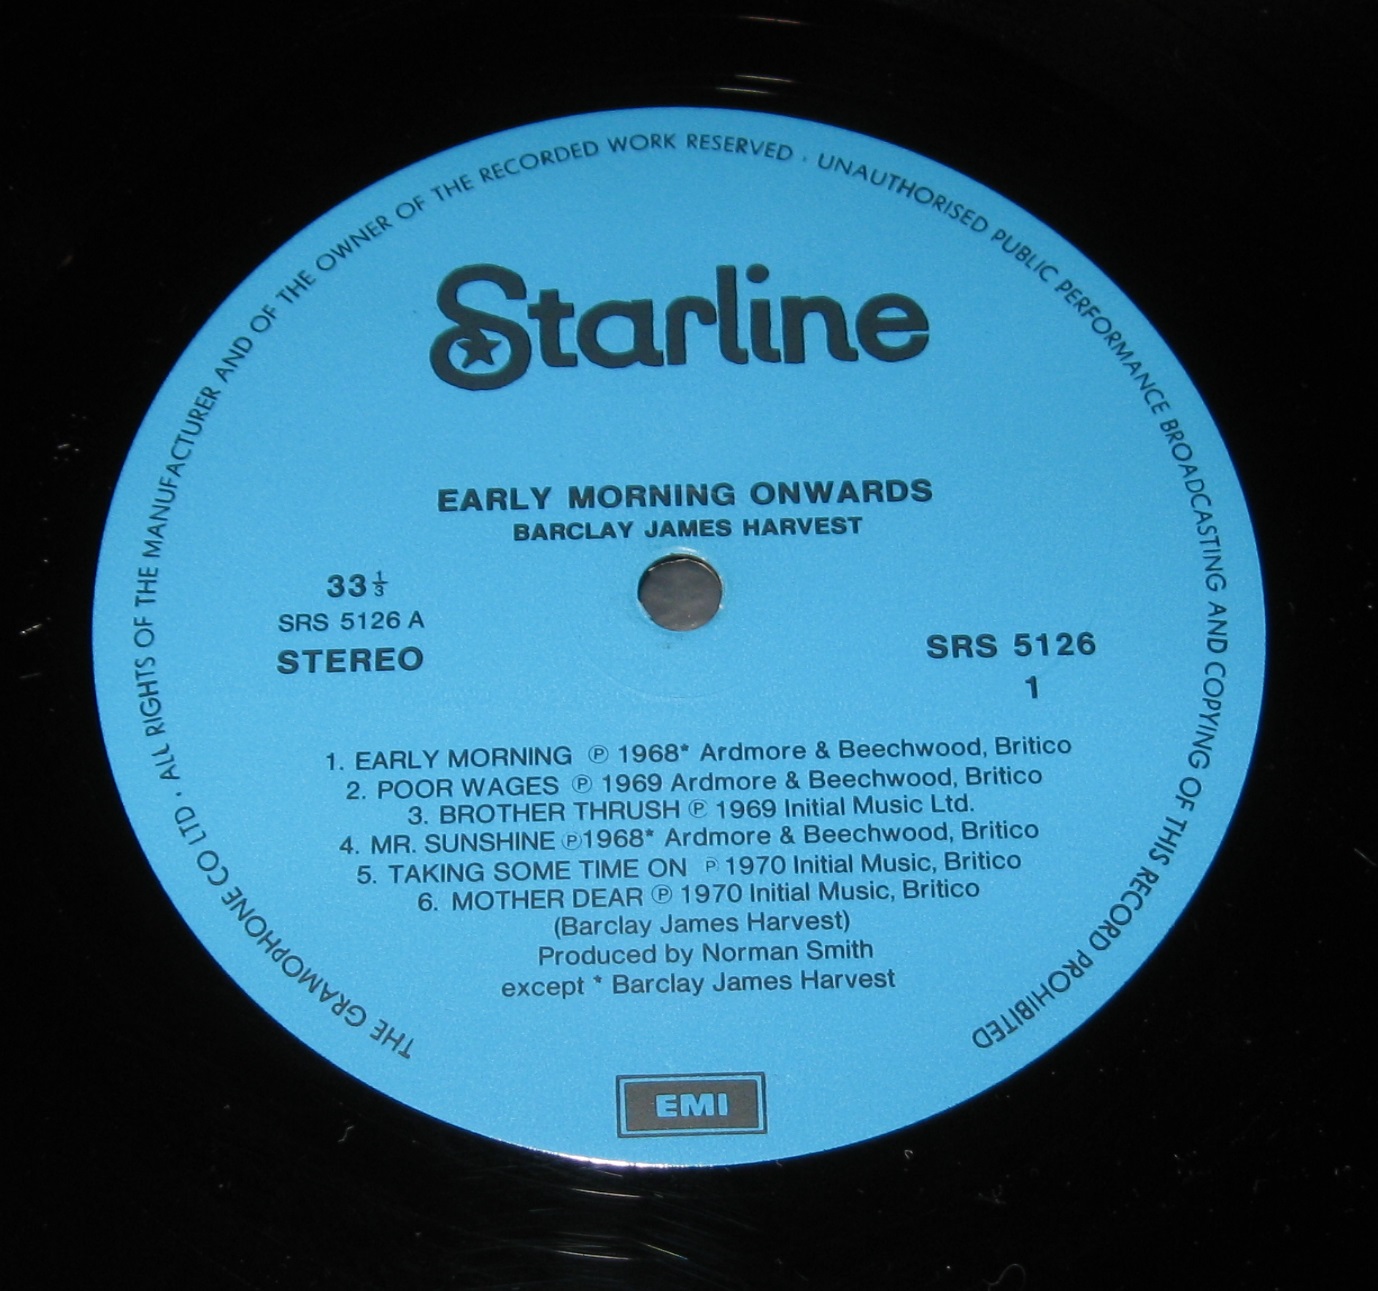 THE GRAMOPHONE CO LTD · ALL RIGHTS OF THE MANUFACTURER AND OF THE OWNER OF THE RECORDED WORK RESERVED · UNAUTHORISED PUBLIC PERFORMANCE BROADCASTING AND COPYING OF THIS RECORD PROHIBITED
Starline
EARLY MORNING ONWARDS
BARCLAY JAMES HARVEST
33⅓
SRS 5126 A
STEREO
SRS 5126
1
1. EARLY MORNING ℗ 1968* Ardmore & Beechwood, Britico
2. POOR WAGES ℗ 1969 Ardmore & Beechwood, Britico
3. BROTHER THRUSH ℗ 1969 Initial Music Ltd.
4. MR. SUNSHINE ℗1968* Ardmore & Beechwood, Britico
5. TAKING SOME TIME ON ℗ 1970 Initial Music, Britico
6. MOTHER DEAR ℗ 1970 Initial Music, Britico
(Barclay James Harvest)
Produced by Norman Smith
except * Barclay James Harvest
EMI